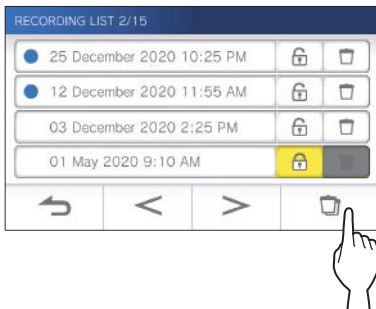 RECORDING LIST 2/15
25 December 2020 10:25 PM
12 December 2020 11:55 AM
03 December 2020 2:25 PM
01 May 2020 9:10 AM